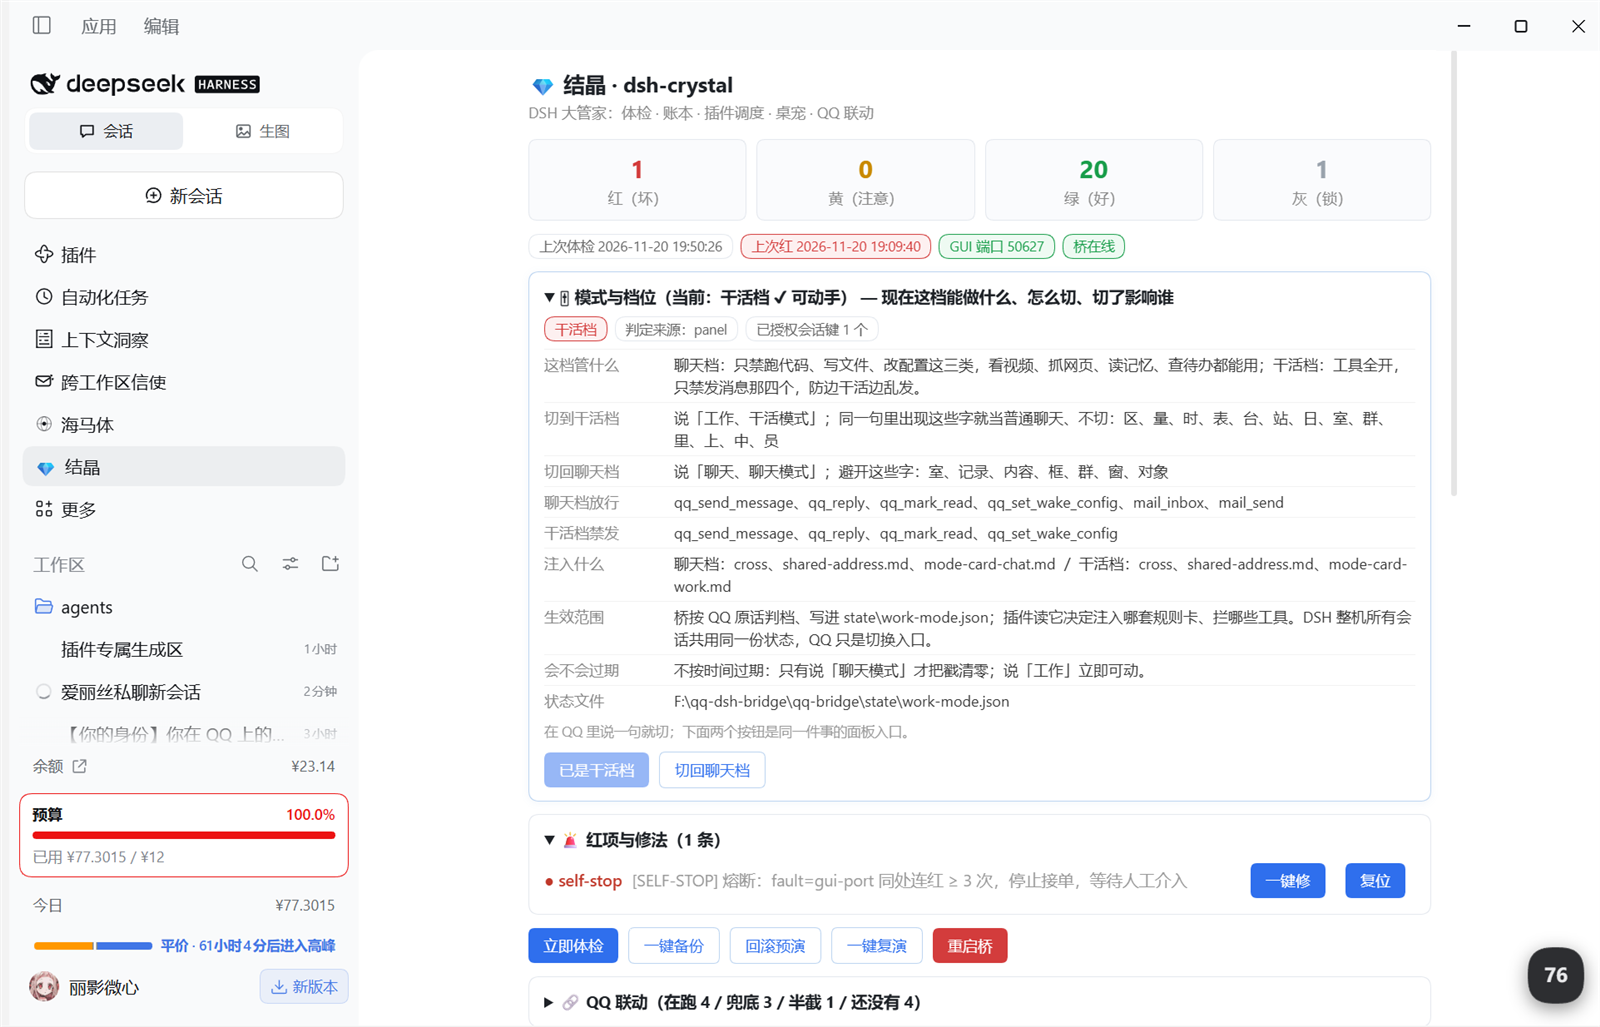 应用 编辑
deepseek HARNESS
会话 生图
新会话
插件
自动化任务
上下文洞察
跨工作区信使
海马体
结晶
更多
工作区
agents
插件专属生成区 1小时
爱丽丝私聊新会话 2分钟
【你的身份】你在 QQ 上的... 3小时
余额 ¥23.14
预算 100.0%
已用 ¥77.3015 / ¥12
今日 ¥77.3015
平价 · 61小时4分后进入高峰
丽影微心 新版本
结晶 · dsh-crystal
DSH 大管家：体检 · 账本 · 插件调度 · 桌宠 · QQ 联动
1 0 20 1
红（坏） 黄（注意） 绿（好） 灰（锁）
上次体检 2026-11-20 19:50:26 上次红 2026-11-20 19:09:40 GUI 端口 50627 桥在线
▼ 模式与档位（当前：干活档 ✓ 可动手） — 现在这档能做什么、怎么切、切了影响谁
干活档 判定来源：panel 已授权会话键 1 个
这档管什么 聊天档：只禁跑代码、写文件、改配置这三类，看视频、抓网页、读记忆、查待办都能用；干活档：工具全开，
只禁发消息那四个，防边干活边乱发。
切到干活档 说「工作、干活模式」；同一句里出现这些字就当普通聊天、不切：区、量、时、表、台、站、日、室、群、
里、上、中、员
切回聊天档 说「聊天、聊天模式」；避开这些字：室、记录、内容、框、群、窗、对象
聊天档放行 qq_send_message、qq_reply、qq_mark_read、qq_set_wake_config、mail_inbox、mail_send
干活档禁发 qq_send_message、qq_reply、qq_mark_read、qq_set_wake_config
注入什么 聊天档：cross、shared-address.md、mode-card-chat.md / 干活档：cross、shared-address.md、mode-card-
work.md
生效范围 桥按 QQ 原话判档、写进 state\work-mode.json；插件读它决定注入哪套规则卡、拦哪些工具。DSH 整机所有会
话共用同一份状态，QQ 只是切换入口。
会不会过期 不按时间过期：只有说「聊天模式」才把戳清零；说「工作」立即可动。
状态文件 F:\qq-dsh-bridge\qq-bridge\state\work-mode.json
在 QQ 里说一句就切；下面两个按钮是同一件事的面板入口。
已是干活档 切回聊天档
▼ 红项与修法（1 条）
● self-stop [SELF-STOP] 熔断：fault=gui-port 同处连红 ≥ 3 次，停止接单，等待人工介入 一键修 复位
立即体检 一键备份 回滚预演 一键复演 重启桥
▶ QQ 联动（在跑 4 / 兜底 3 / 半截 1 / 还没有 4）
76